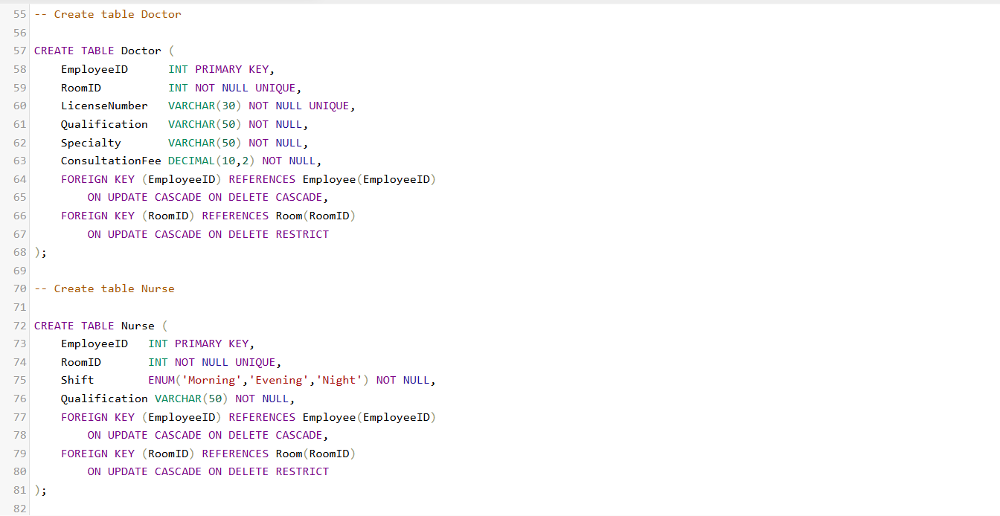 55 -- Create table Doctor
56
57 CREATE TABLE Doctor (
58     EmployeeID      INT PRIMARY KEY,
59     RoomID          INT NOT NULL UNIQUE,
60     LicenseNumber   VARCHAR(30) NOT NULL UNIQUE,
61     Qualification   VARCHAR(50) NOT NULL,
62     Specialty       VARCHAR(50) NOT NULL,
63     ConsultationFee DECIMAL(10,2) NOT NULL,
64     FOREIGN KEY (EmployeeID) REFERENCES Employee(EmployeeID)
65         ON UPDATE CASCADE ON DELETE CASCADE,
66     FOREIGN KEY (RoomID) REFERENCES Room(RoomID)
67         ON UPDATE CASCADE ON DELETE RESTRICT
68 );
69
70 -- Create table Nurse
71
72 CREATE TABLE Nurse (
73     EmployeeID   INT PRIMARY KEY,
74     RoomID       INT NOT NULL UNIQUE,
75     Shift        ENUM('Morning','Evening','Night') NOT NULL,
76     Qualification VARCHAR(50) NOT NULL,
77     FOREIGN KEY (EmployeeID) REFERENCES Employee(EmployeeID)
78         ON UPDATE CASCADE ON DELETE CASCADE,
79     FOREIGN KEY (RoomID) REFERENCES Room(RoomID)
80         ON UPDATE CASCADE ON DELETE RESTRICT
81 );
82